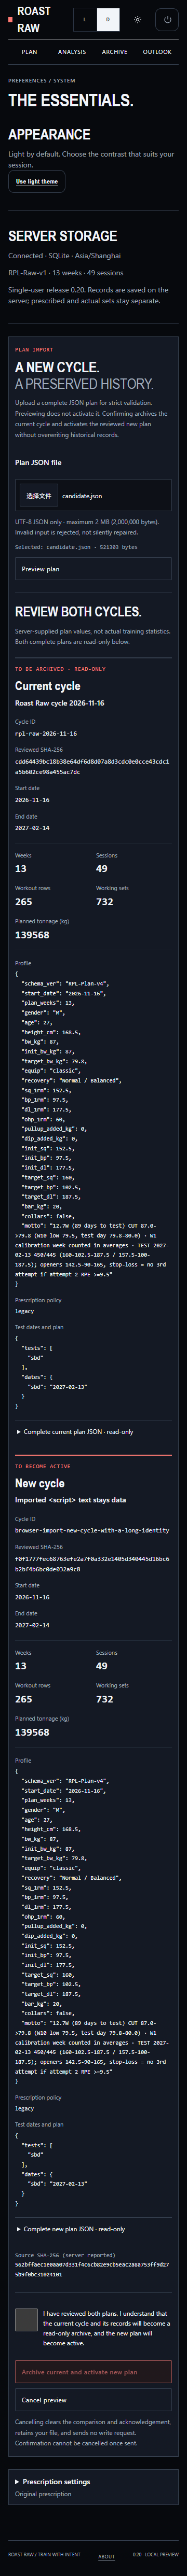 ROAST
RAW
L
D
PLAN
ANALYSIS
ARCHIVE
OUTLOOK
PREFERENCES / SYSTEM
THE ESSENTIALS.
APPEARANCE
Light by default. Choose the contrast that suits your
session.
Use light theme
SERVER STORAGE
Connected · SQLite · Asia/Shanghai
RPL-Raw-v1 · 13 weeks · 49 sessions
Single-user release 0.20. Records are saved on the
server: prescribed and actual sets stay separate.
PLAN IMPORT
A NEW CYCLE.
A PRESERVED HISTORY.
Upload a complete JSON plan for strict validation.
Previewing does not activate it. Confirming archives the
current cycle and activates the reviewed new plan
without overwriting historical records.
Plan JSON file
选择文件
candidate.json
UTF-8 JSON only · maximum 2 MB (2,000,000 bytes).
Invalid input is rejected, not silently repaired.
Selected: candidate.json · 521303 bytes
Preview plan
REVIEW BOTH CYCLES.
Server-supplied plan values, not actual training statistics.
Both complete plans are read-only below.
TO BE ARCHIVED · READ-ONLY
Current cycle
Roast Raw cycle 2026-11-16
Cycle ID
rpl-raw-2026-11-16
Reviewed SHA-256
Start date
2026-11-16
End date
2027-02-14
Weeks
Sessions
13
49
Workout rows
Working sets
265
732
Planned tonnage (kg)
139568
Profile
{
"schema_ver": "RPL-Plan-v4",
"start_date": "2026-11-16",
"plan_weeks": 13,
"gender": "M",
"age": 27,
"height_cm": 168.5,
"bw_kg": 87,
"init_bw_kg": 87,
"target_bw_kg": 79.8,
"equip": "classic",
"recovery": "Normal / Balanced",
"sq_1rm": 152.5,
"bp_1rm": 97.5,
"dl_1rm": 177.5,
"ohp_1rm": 60,
"pullup_added_kg": 0,
"dip_added_kg": 0,
"init_sq": 152.5,
"init_bp": 97.5,
"init_dl": 177.5,
"target_sq": 160,
"target_bp": 102.5,
"target_dl": 187.5,
"bar_kg": 20,
"collars": false,
"motto": "12.7W (89 days to test) CUT 87.0-
>79.8 (W10 low 79.5, test day 79.8-80.0) · W1
calibration week counted in average · TEST 2027-
02-13 450/445 (160-102.5-187.5 / 157.5-100-
187.5); openers 142.5-90-165, stop-loss = no 3rd
attempt if attempt 2 RPE >=9.5"
}
Prescription policy
legacy
Test dates and plan
{
"tests": [
"sbd"
],
"dates": {
"sbd": "2027-02-13"
}
}
▶ Complete current plan JSON · read-only
TO BECOME ACTIVE
New cycle
Imported <script> text stays data
Cycle ID
browser-import-new-cycle-with-a-long-identity
Reviewed SHA-256
Start date
2026-11-16
End date
2027-02-14
Weeks
Sessions
13
49
Workout rows
Working sets
265
732
Planned tonnage (kg)
139568
Profile
{
"schema_ver": "RPL-Plan-v4",
"start_date": "2026-11-16",
"plan_weeks": 13,
"gender": "M",
"age": 27,
"height_cm": 168.5,
"bw_kg": 87,
"init_bw_kg": 87,
"target_bw_kg": 79.8,
"equip": "classic",
"recovery": "Normal / Balanced",
"sq_1rm": 152.5,
"bp_1rm": 97.5,
"dl_1rm": 177.5,
"ohp_1rm": 60,
"pullup_added_kg": 0,
"dip_added_kg": 0,
"init_sq": 152.5,
"init_bp": 97.5,
"init_dl": 177.5,
"target_sq": 160,
"target_bp": 102.5,
"target_dl": 187.5,
"bar_kg": 20,
"collars": false,
"motto": "12.7W (89 days to test) CUT 87.0-
>79.8 (W10 low 79.5, test day 79.8-80.0) · W1
calibration week counted in average · TEST 2027-
02-13 450/445 (160-102.5-187.5 / 157.5-100-
187.5); openers 142.5-90-165, stop-loss = no 3rd
attempt if attempt 2 RPE >=9.5"
}
Prescription policy
legacy
Test dates and plan
{
"tests": [
"sbd"
],
"dates": {
"sbd": "2027-02-13"
}
}
▶ Complete new plan JSON · read-only
Source SHA-256 (server reported)
I have reviewed both plans. I understand that
the current cycle and its records will become a
read-only archive, and the new plan will
become active.
Archive current and activate new plan
Cancel preview
Cancelling clears the comparison and acknowledgement,
retains your file, and sends no write request.
Confirmation cannot be cancelled once sent.
▶ Prescription settings
Original prescription
ROAST RAW / TRAIN WITH INTENT
ABOUT
0.20 · LOCAL PREVIEW